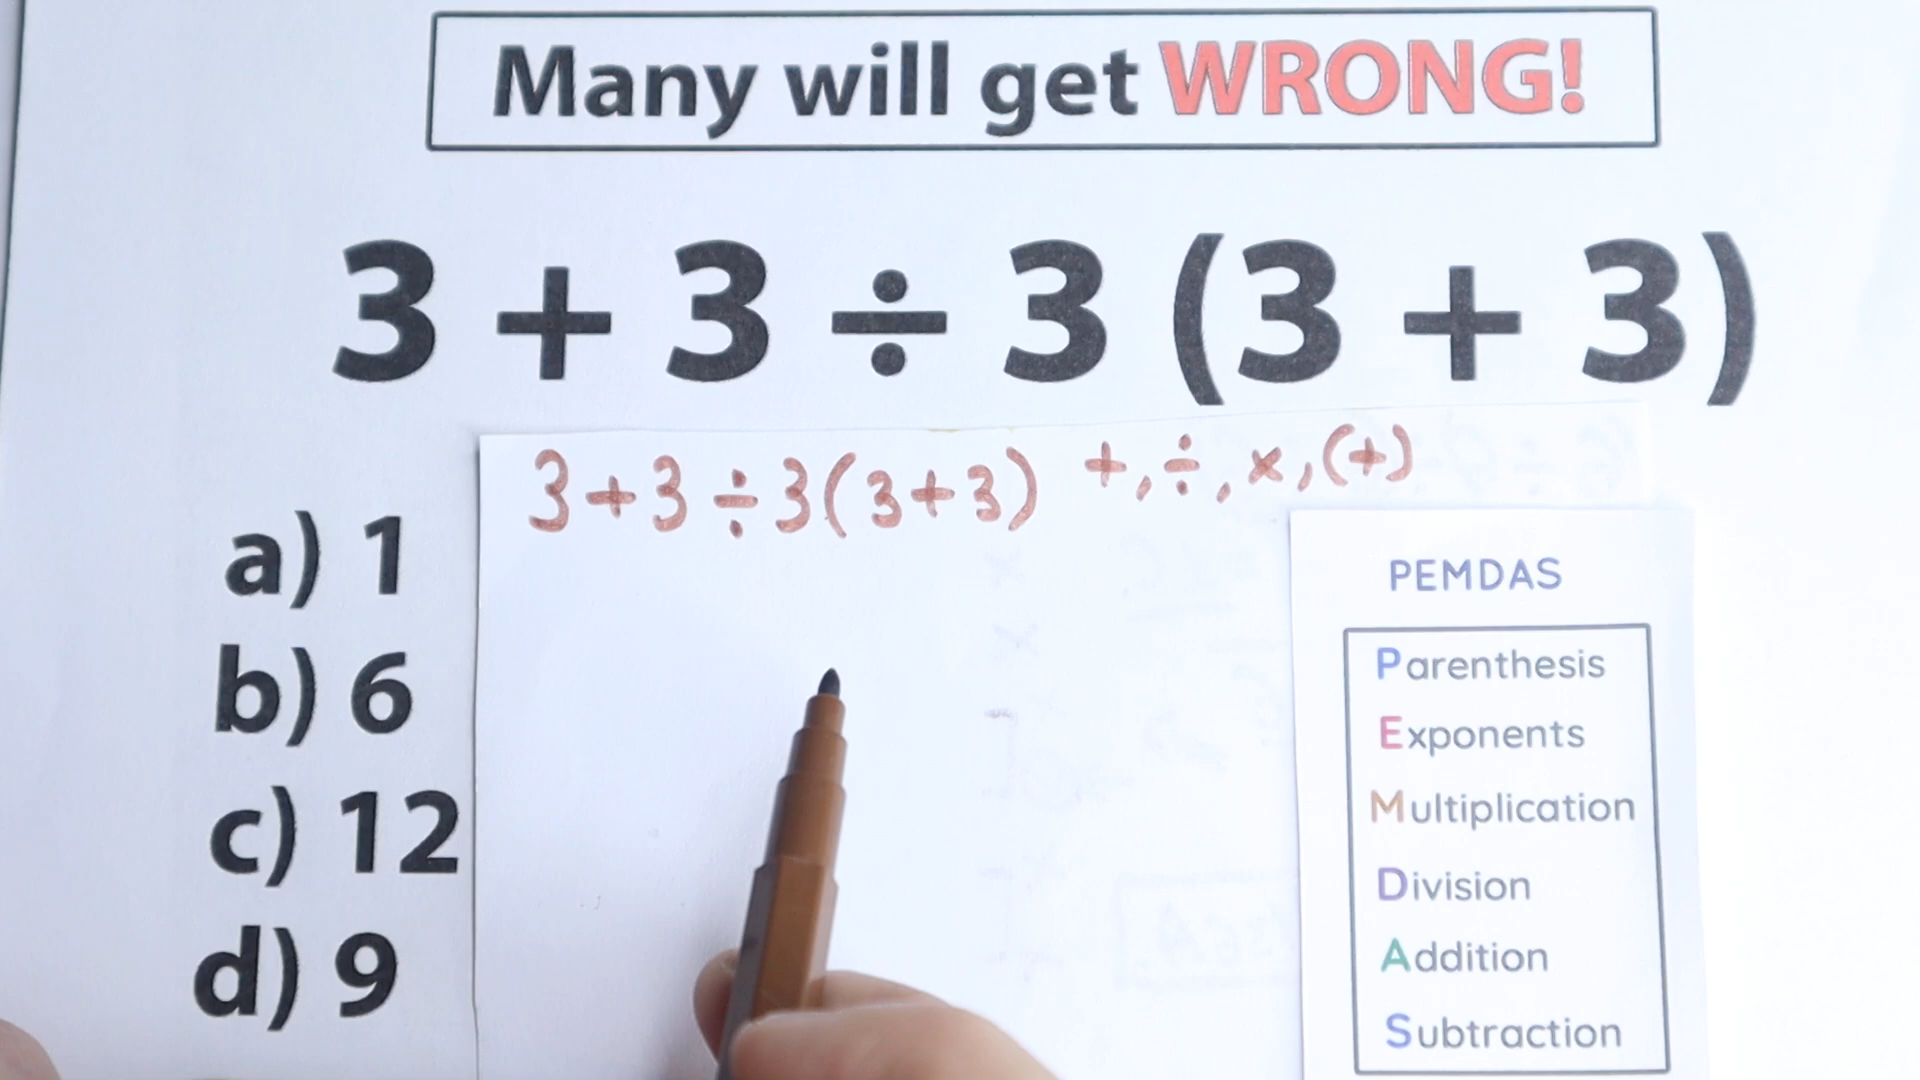 Many will get WRONG!
3 + 3 ÷ 3 (3 + 3)
3+3÷3(3+3) +,÷,×,(+)
a) 1
b) 6
c) 12
d) 9
PEMDAS
Parenthesis
Exponents
Multiplication
Division
Addition
Subtraction